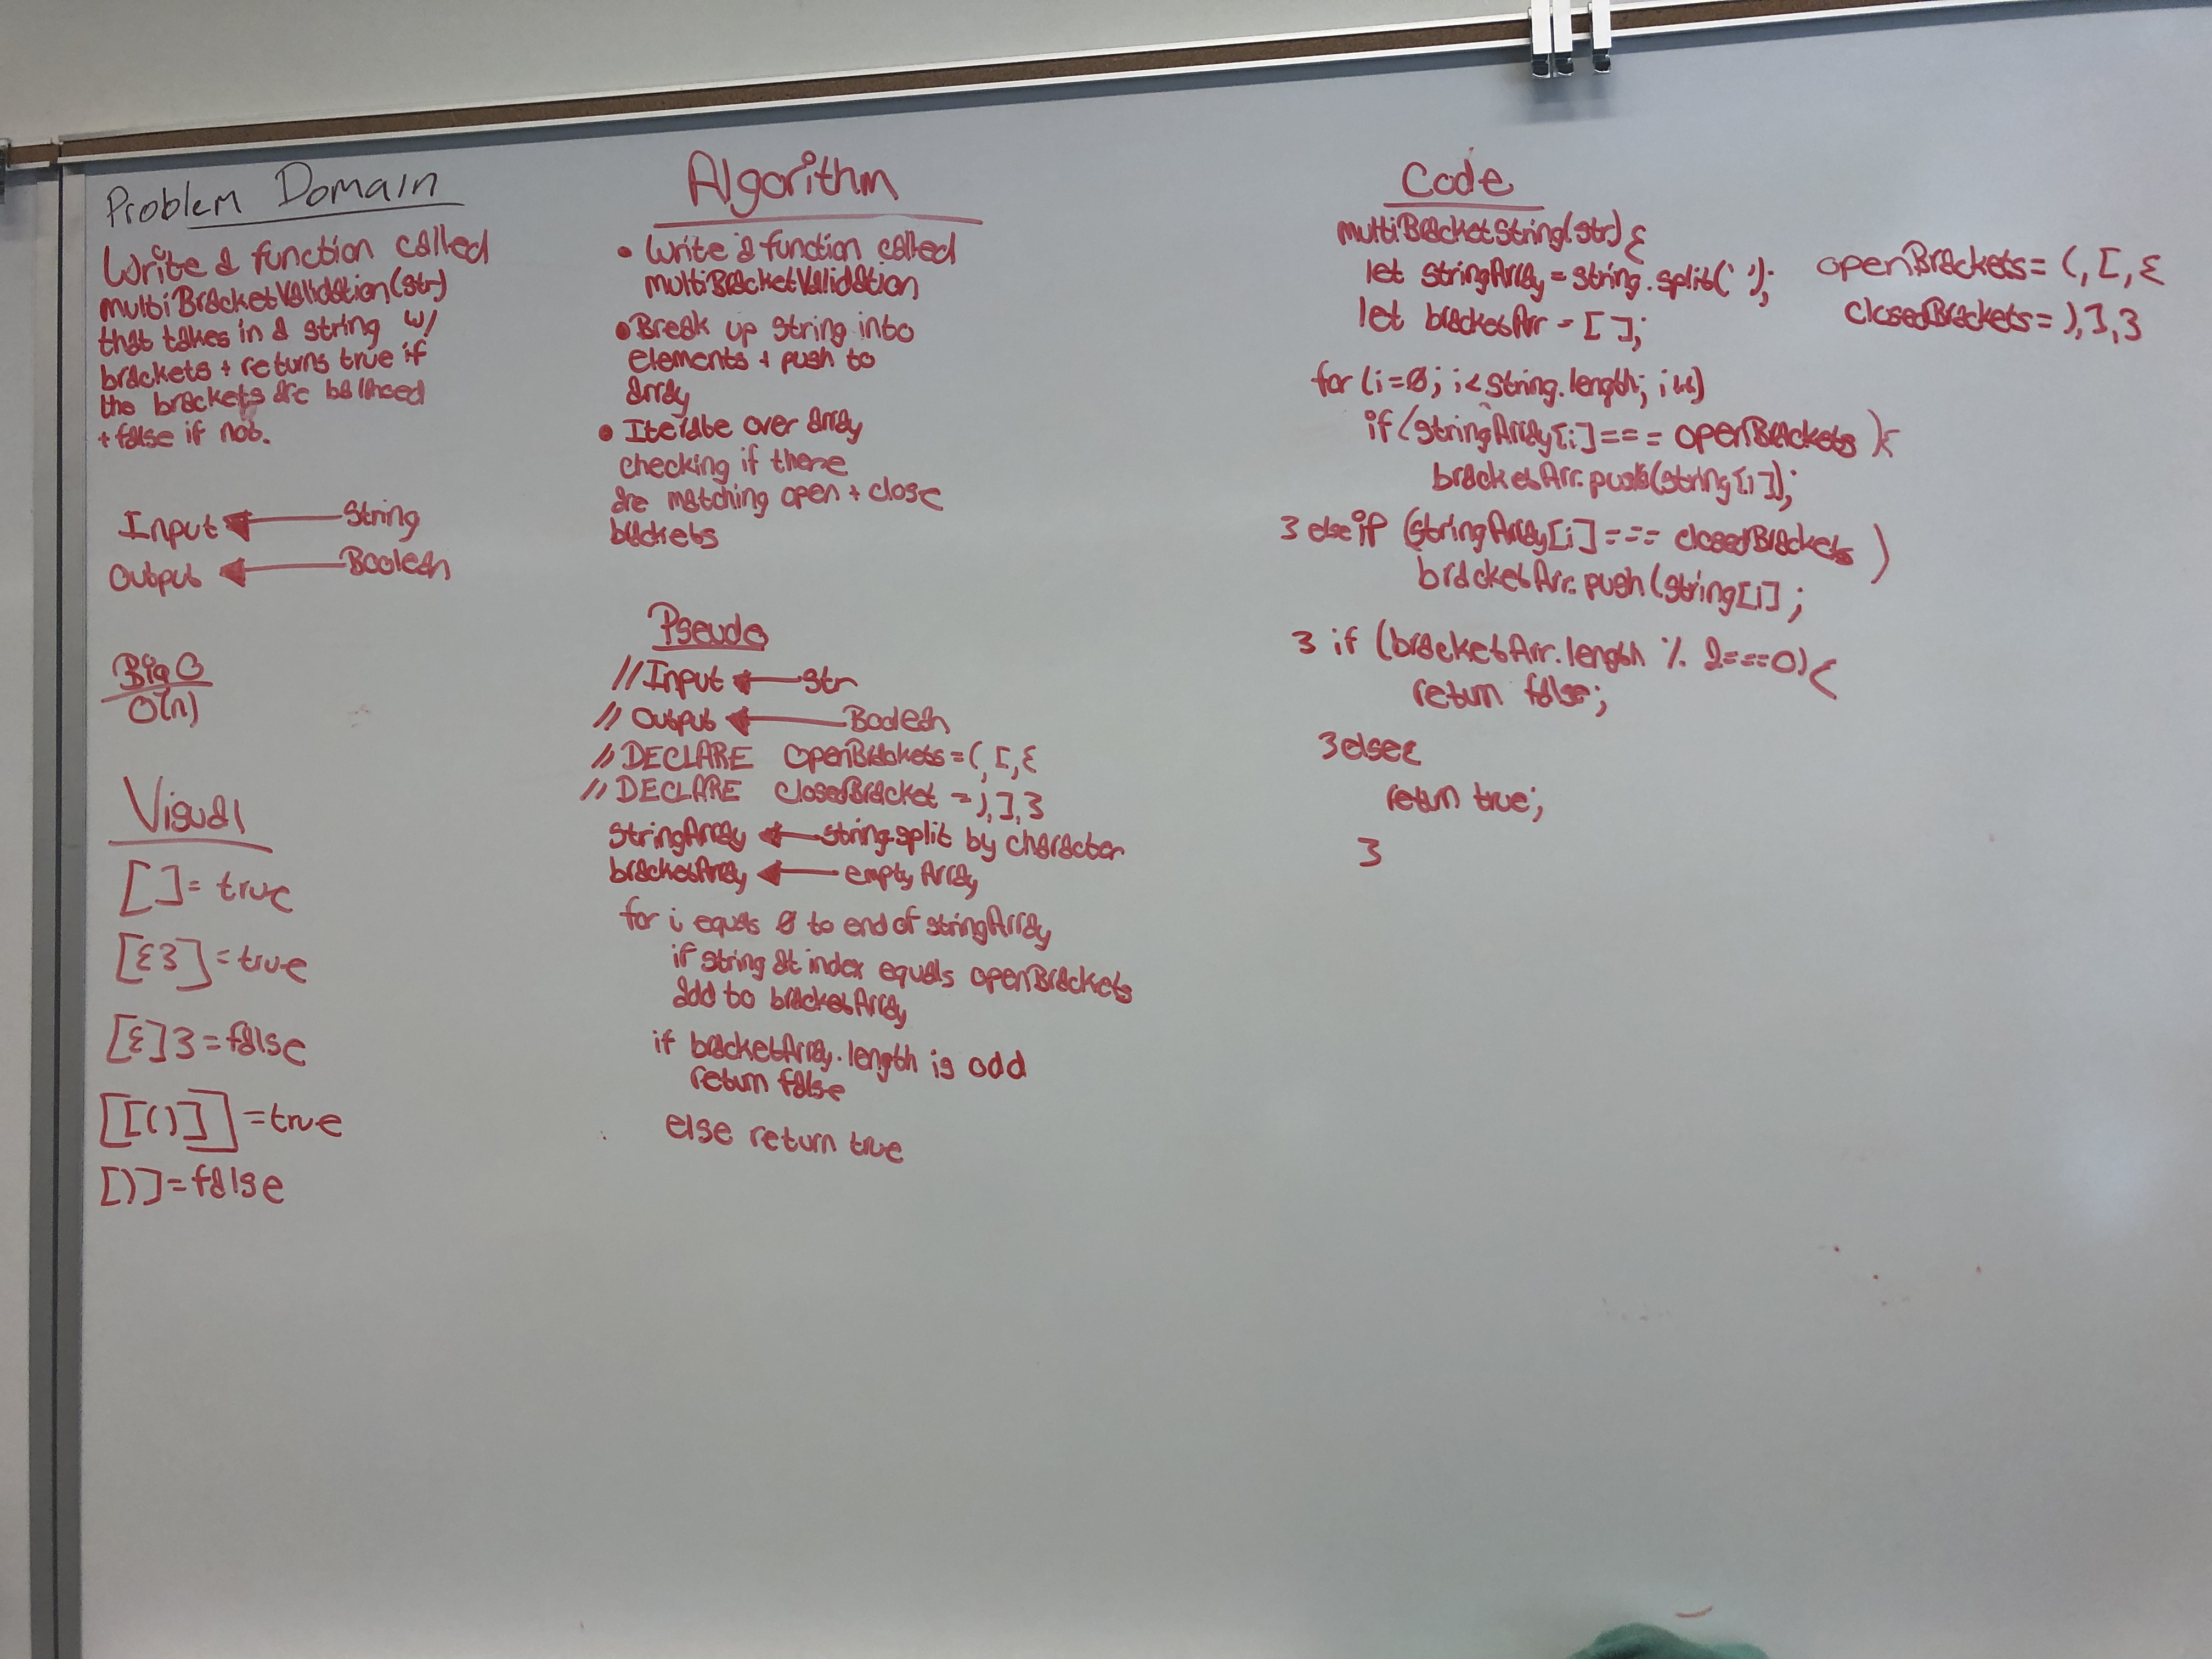 Problem Domain
Write a function called
multiBracketValidation(str)
that takes in a string w/
brackets + returns true if
the brackets are balanced
+ false if not.
Input ← String
Output ← Boolean
Big O
O(n)
Visual
[ ] = true
[{}] = true
[{]} = false
[[()]] = true
[)] = false
Algorithm
• Write a function called
multiBracketValidation
• Break up string into
elements + push to
array
• Iterate over array
checking if there
are matching open + close
brackets
Pseudo
// Input ← str
// Output ← Boolean
// DECLARE openBrackets = (, [, {
// DECLARE closedBracket = ), ], }
stringArray ← string.split by character
bracketArray ← empty Array
for i equals 0 to end of stringArray
if string at index equals openBrackets
add to bracketArray
if bracketArray.length is odd
return false
else return true
Code
multiBracketString(str) {
let stringArray = string.split(' ');
let bracketArr = [ ];
for (i=0; i< string.length; i++)
if (stringArray[i] === openBrackets ) {
bracketArr.push(string[i]);
} else if (stringArray[i] === closedBrackets )
bracketArr.push(string[i] ;
} if (bracketArr.length % 2===0) {
return false;
} else {
return true;
}
openBrackets = (, [, {
closedBrackets = ), ], }